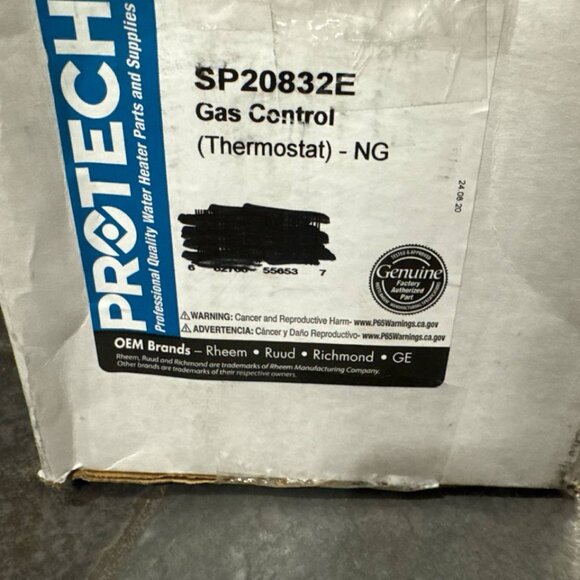 PROTECH
Professional Quality Water Heater Parts and Supplies
SP20832E
Gas Control
(Thermostat) - NG
24.08.20
55653 7
TESTED & APPROVED
Genuine
Factory
Authorized
Part
⚠WARNING: Cancer and Reproductive Harm- www.P65Warnings.ca.gov
⚠ADVERTENCIA: Cáncer y Daño Reproductivo- www.P65Warnings.ca.gov
OEM Brands – Rheem • Ruud • Richmond • GE
Rheem, Ruud and Richmond are trademarks of Rheem Manufacturing Company.
Other brands are trademarks of their respective owners.